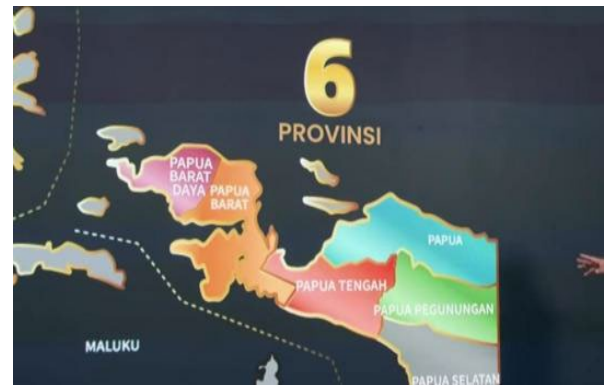 6
PROVINSI
PAPUA
BARAT
DAYA
PAPUA
BARAT
PAPUA
PAPUA TENGAH
PAPUA PEGUNUNGAN
MALUKU
PAPUA SELATAN